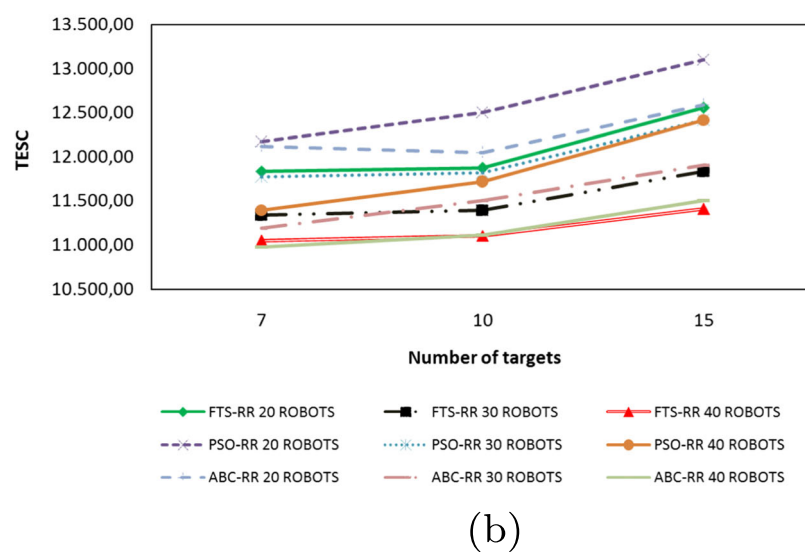 13.500,00
13.000,00
12.500,00
12.000,00
11.500,00
11.000,00
10.500,00
TESC
7 10 15
Number of targets
FTS-RR 20 ROBOTS FTS-RR 30 ROBOTS FTS-RR 40 ROBOTS
PSO-RR 20 ROBOTS PSO-RR 30 ROBOTS PSO-RR 40 ROBOTS
ABC-RR 20 ROBOTS ABC-RR 30 ROBOTS ABC-RR 40 ROBOTS
(b)